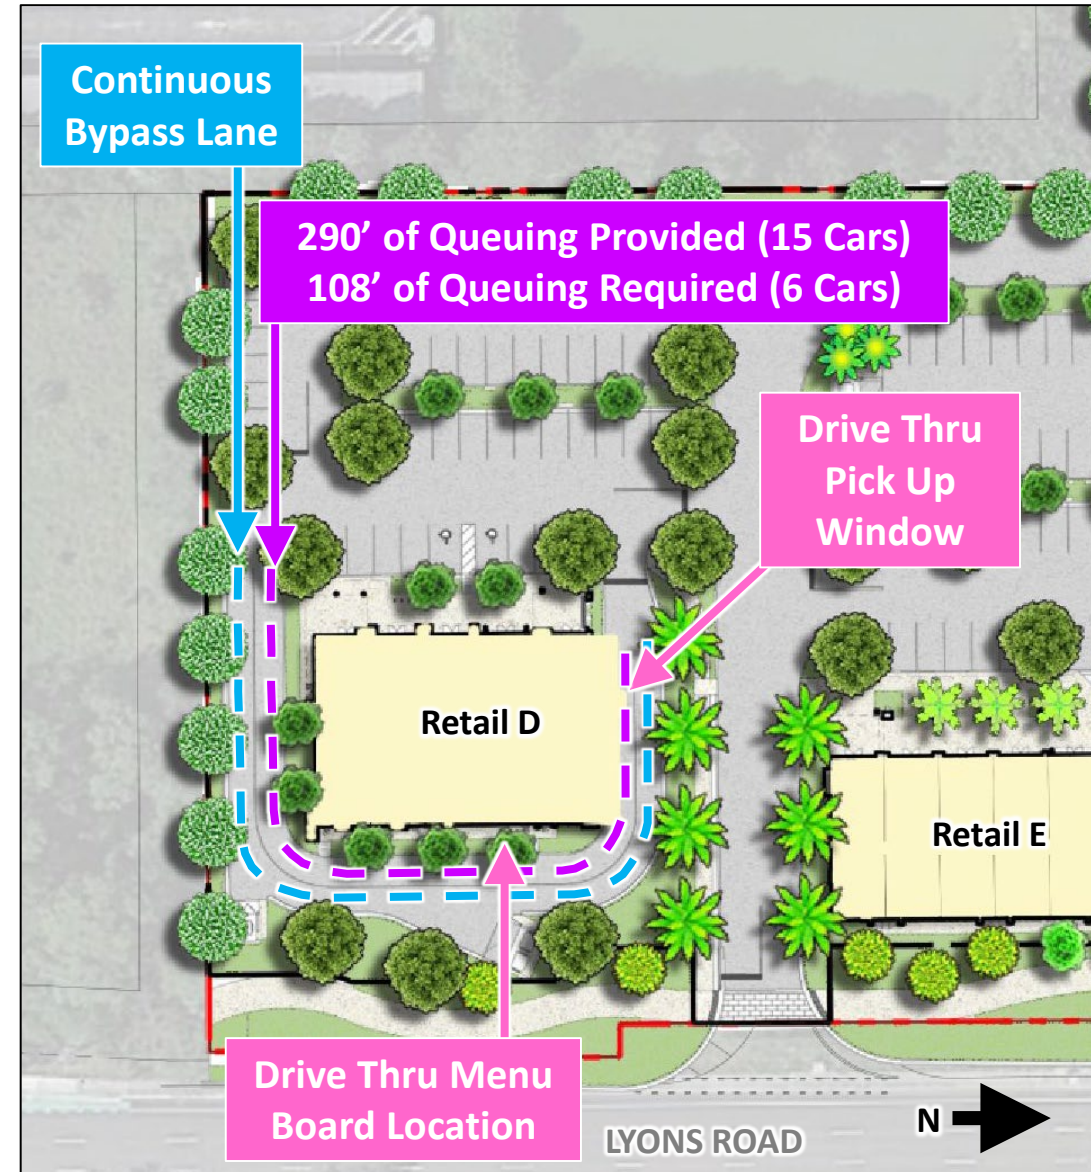 Continuous
Bypass Lane
290’ of Queuing Provided (15 Cars)
108’ of Queuing Required (6 Cars)
Drive Thru
Pick Up
Window
Retail D
Retail E
Drive Thru Menu
Board Location
LYONS ROAD
N